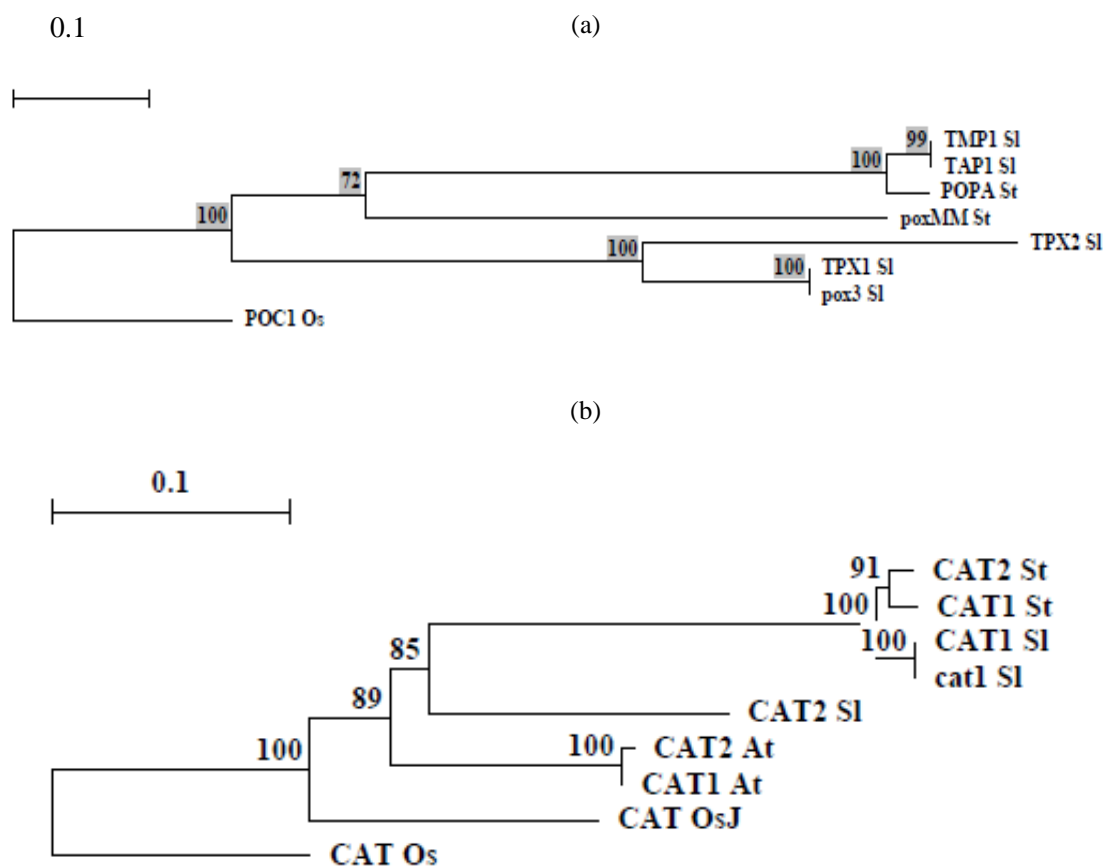 0.1
(a)
99
TMP1 Sl
TAP1 Sl
100
POPA St
72
poxMM St
100
TPX2 Sl
100
100
TPX1 Sl
pox3 Sl
POC1 Os
(b)
0.1
91
CAT2 St
100
CAT1 St
100
CAT1 Sl
cat1 Sl
85
89
CAT2 Sl
100
100
CAT2 At
CAT1 At
CAT OsJ
CAT Os